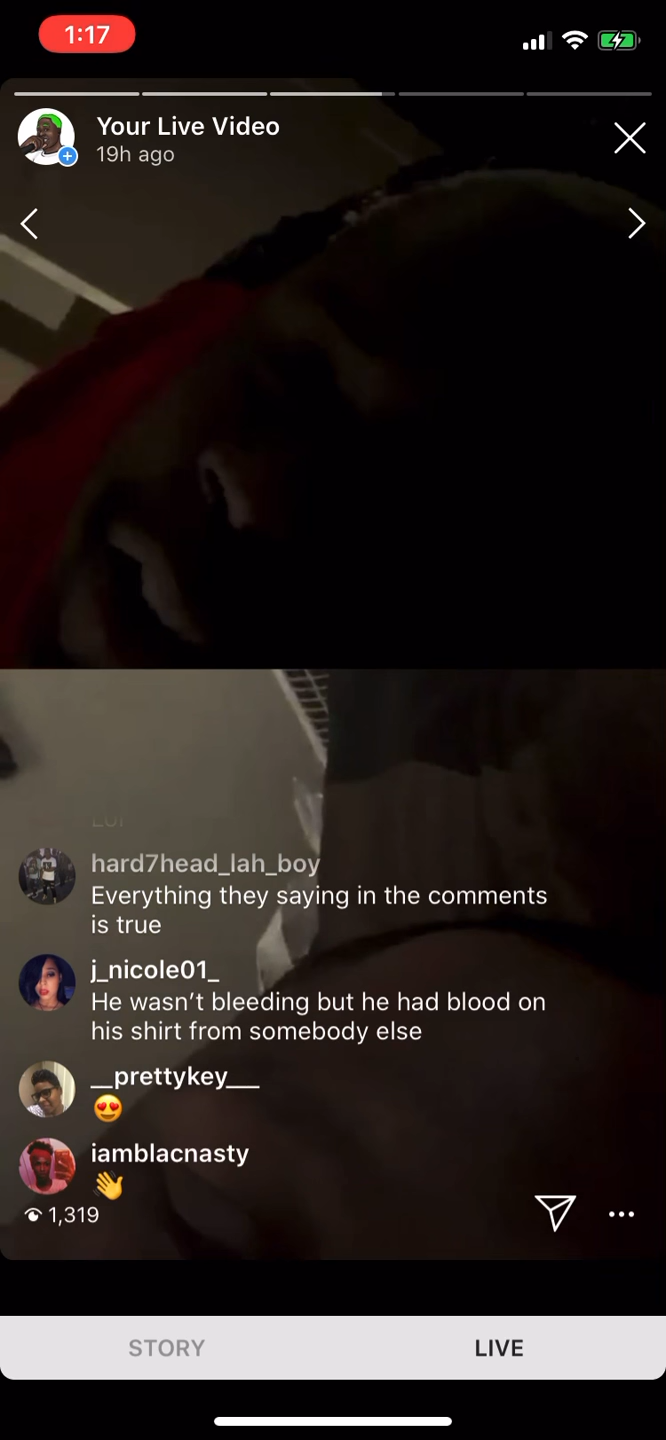 1:17
Your Live Video
19h ago
hard7head_lah_boy
Everything they saying in the comments
is true
j_nicole01_
He wasn’t bleeding but he had blood on
his shirt from somebody else
__prettykey___
😍
iamblacnasty
👋
1,319
STORY
LIVE